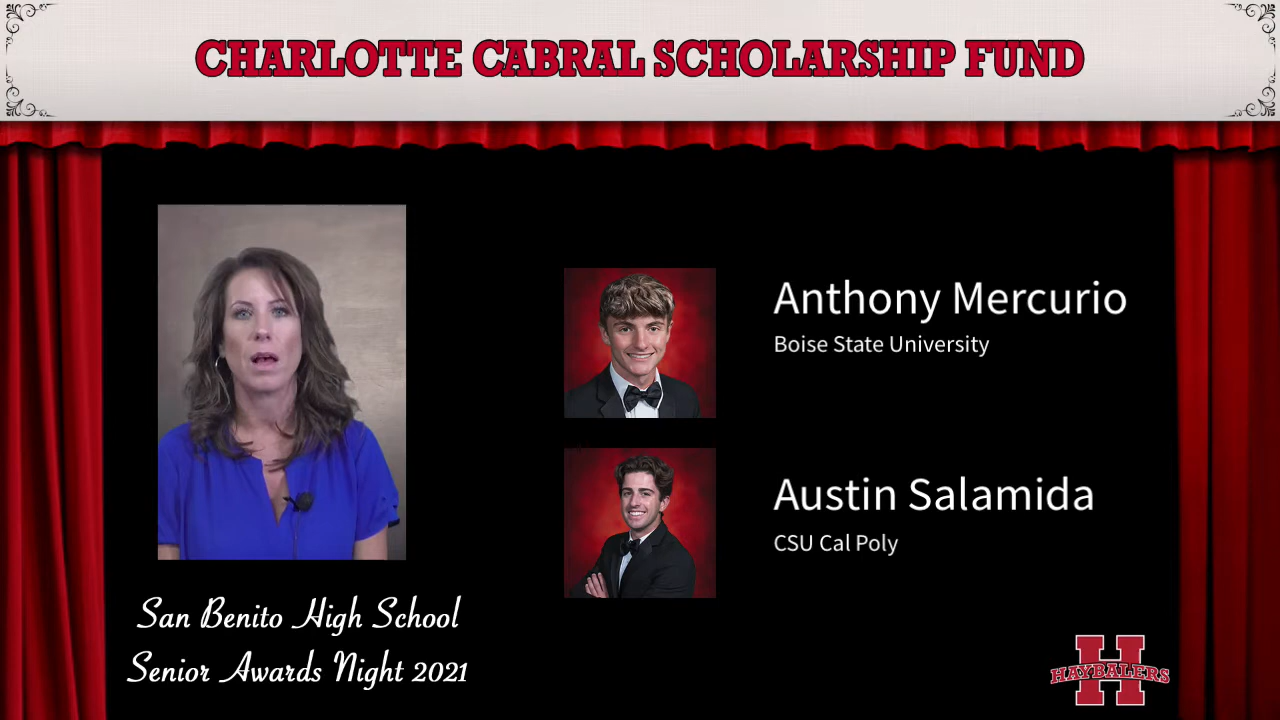 CHARLOTTE CABRAL SCHOLARSHIP FUND
Anthony Mercurio
Boise State University
Austin Salamida
CSU Cal Poly
San Benito High School
Senior Awards Night 2021
H
HAYBALERS